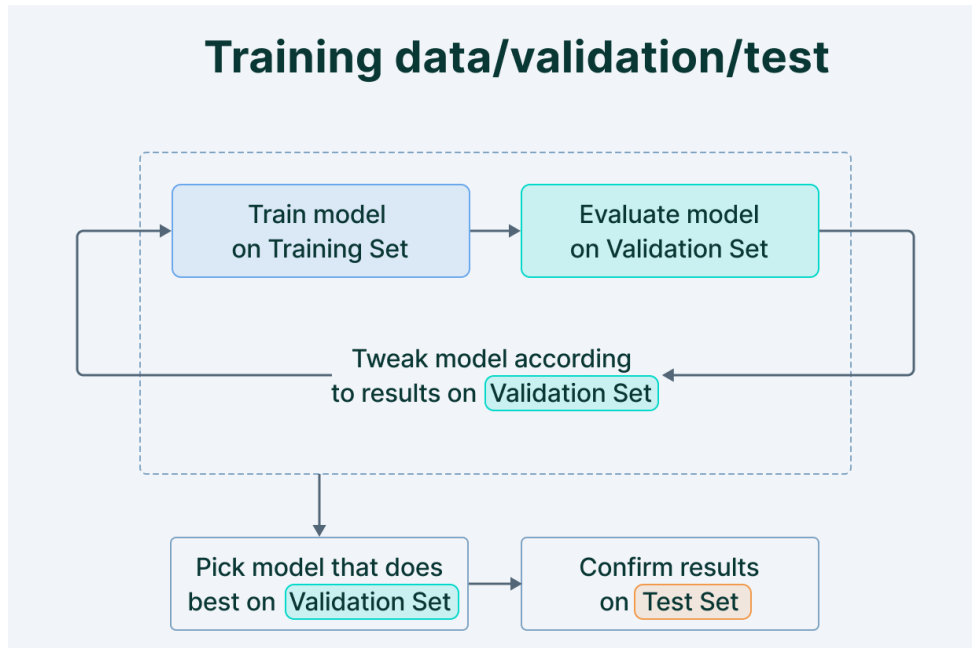 Training data/validation/test
Train model
on Training Set
Evaluate model
on Validation Set
Tweak model according
to results on Validation Set
Pick model that does
best on Validation Set
Confirm results
on Test Set